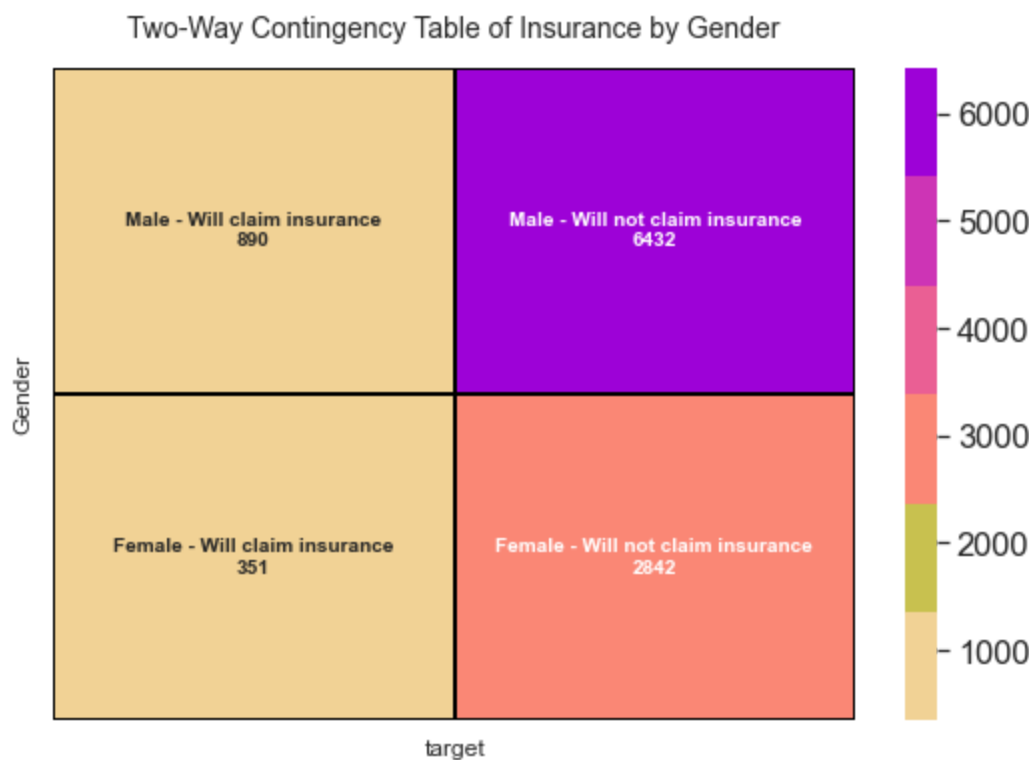 Two-Way Contingency Table of Insurance by Gender
Male - Will claim insurance
890
Male - Will not claim insurance
6432
Female - Will claim insurance
351
Female - Will not claim insurance
2842
Gender
target
6000
5000
4000
3000
2000
1000